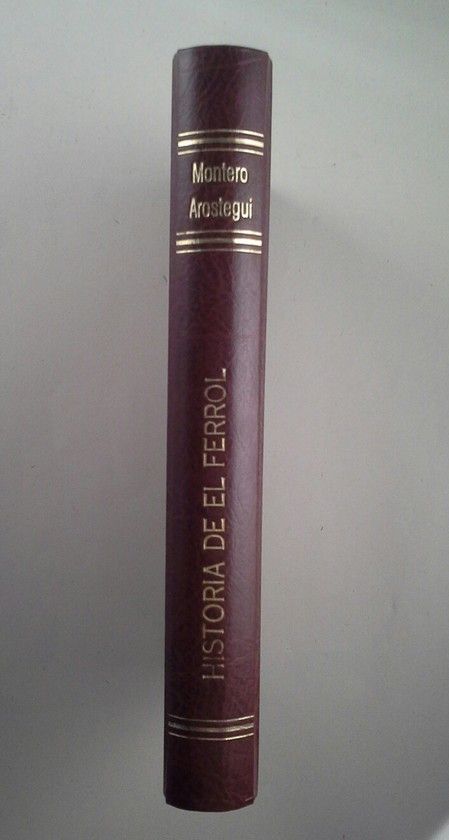 Montero
Arostegui
HISTORIA DE EL FERROL